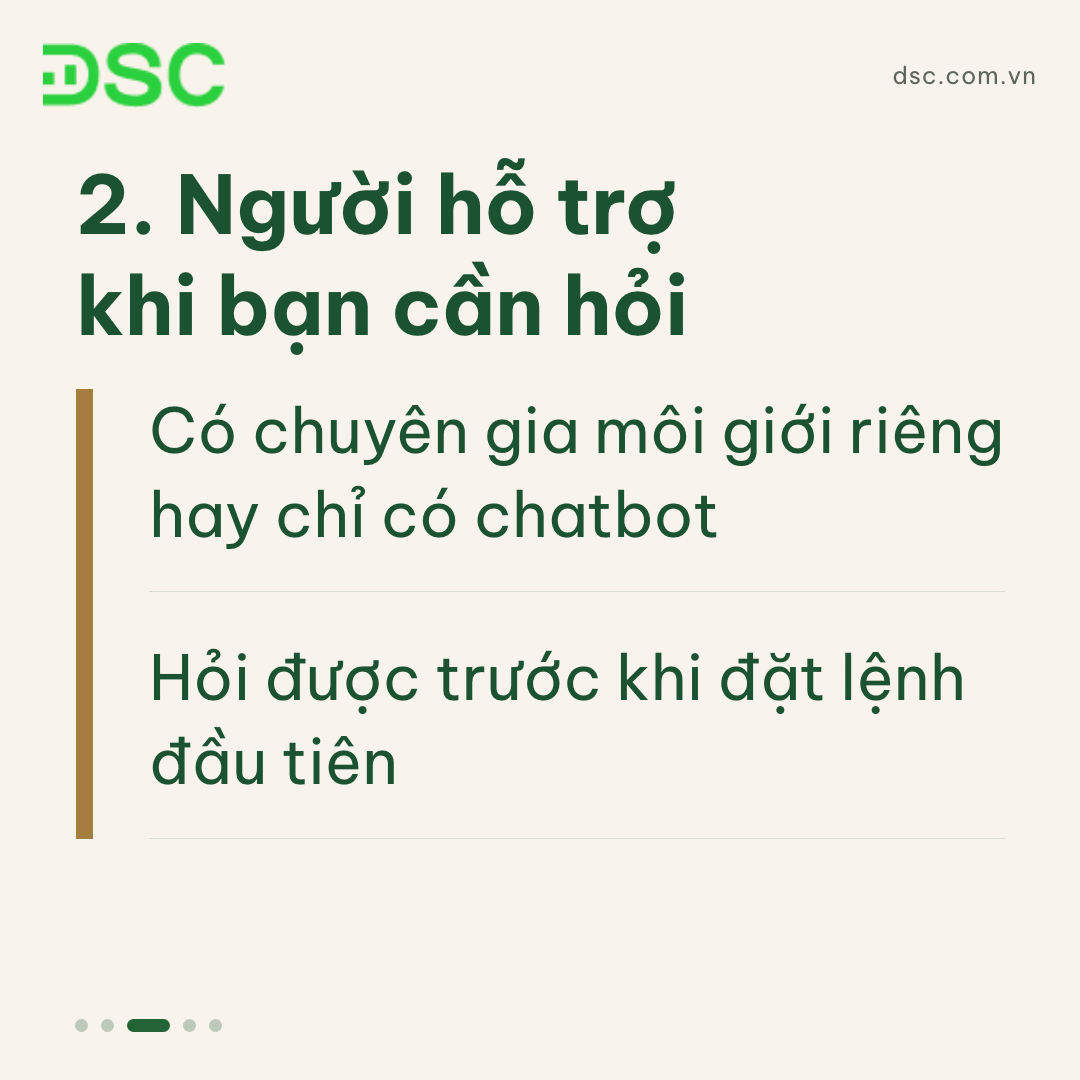 DSC
dsc.com.vn
2. Người hỗ trợ
khi bạn cần hỏi
Có chuyên gia môi giới riêng
hay chỉ có chatbot
Hỏi được trước khi đặt lệnh
đầu tiên